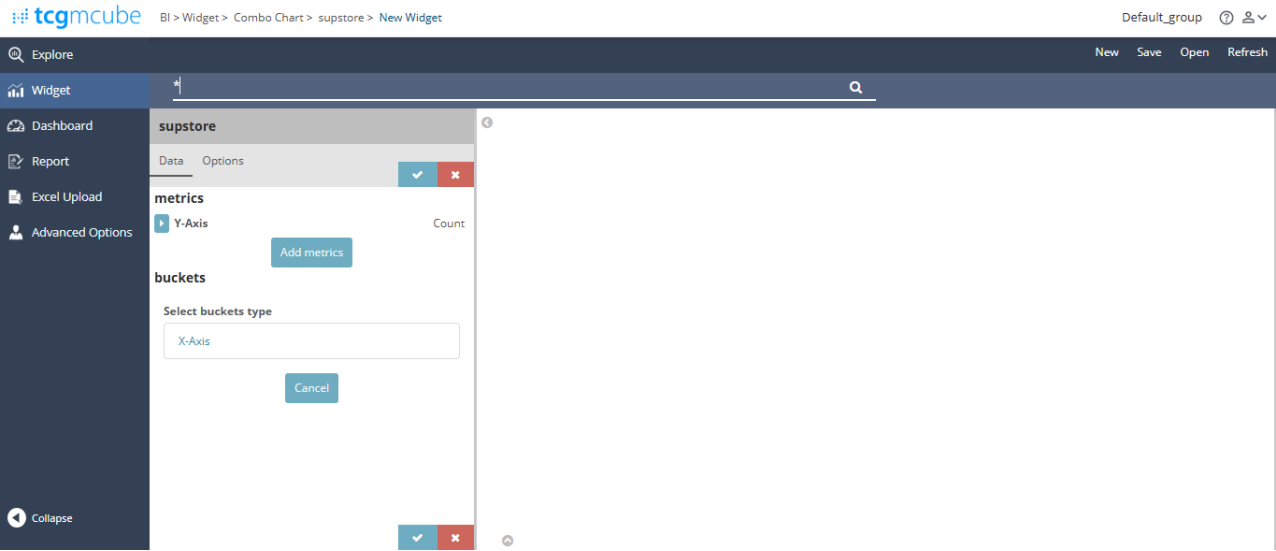 tcgmcube BI > Widget > Combo Chart > supstore > New Widget Default_group
Explore New Save Open Refresh
Widget *
Dashboard supstore
Report Data Options
Excel Upload metrics
Y-Axis Count
Advanced Options
Add metrics
buckets
Select buckets type
X-Axis
Cancel
Collapse